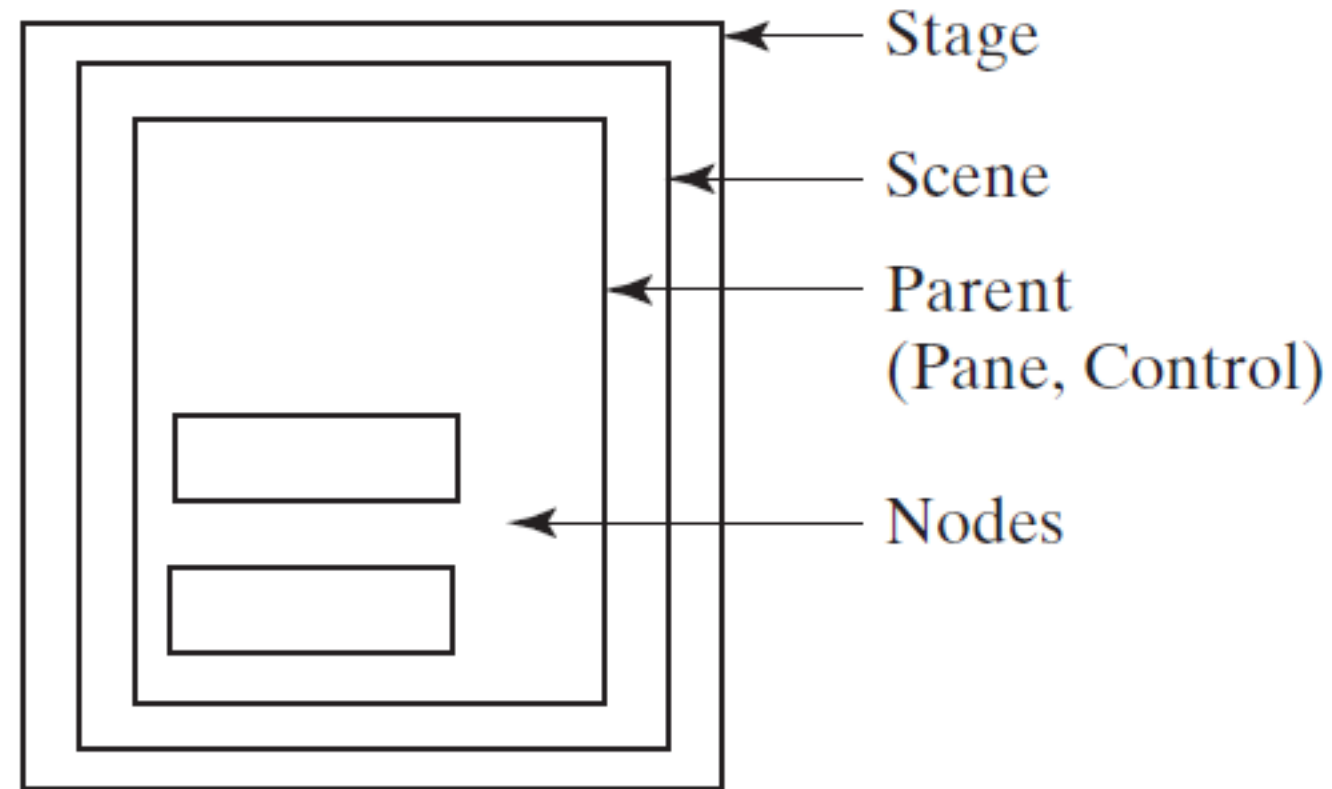 Stage
Scene
Parent
(Pane, Control)
Nodes